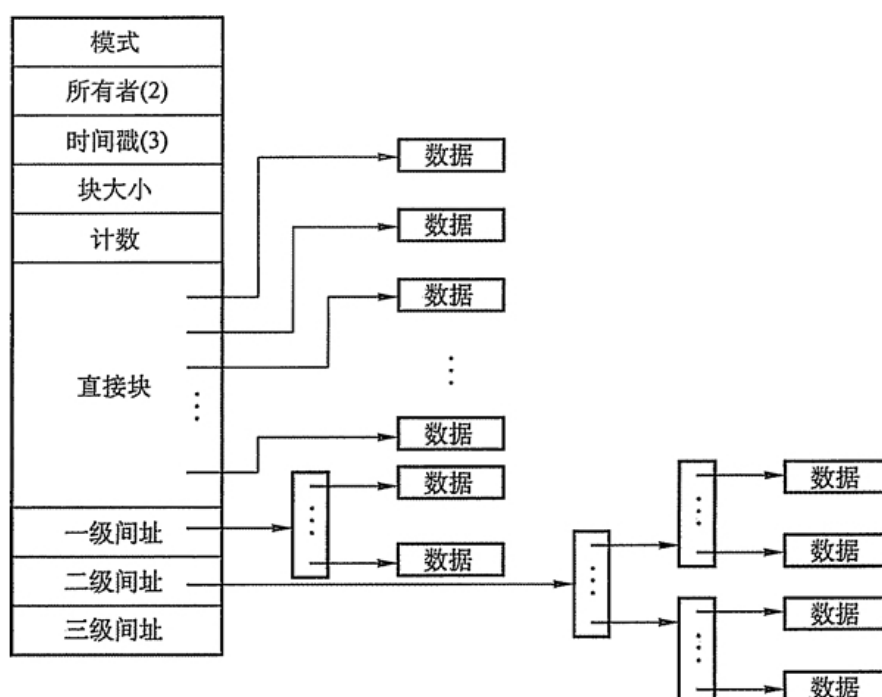 模式
所有者(2)
时间戳(3)
块大小
计数
直接块
一级间址
二级间址
三级间址
数据
数据
数据
数据
数据
数据
数据
数据
数据
数据